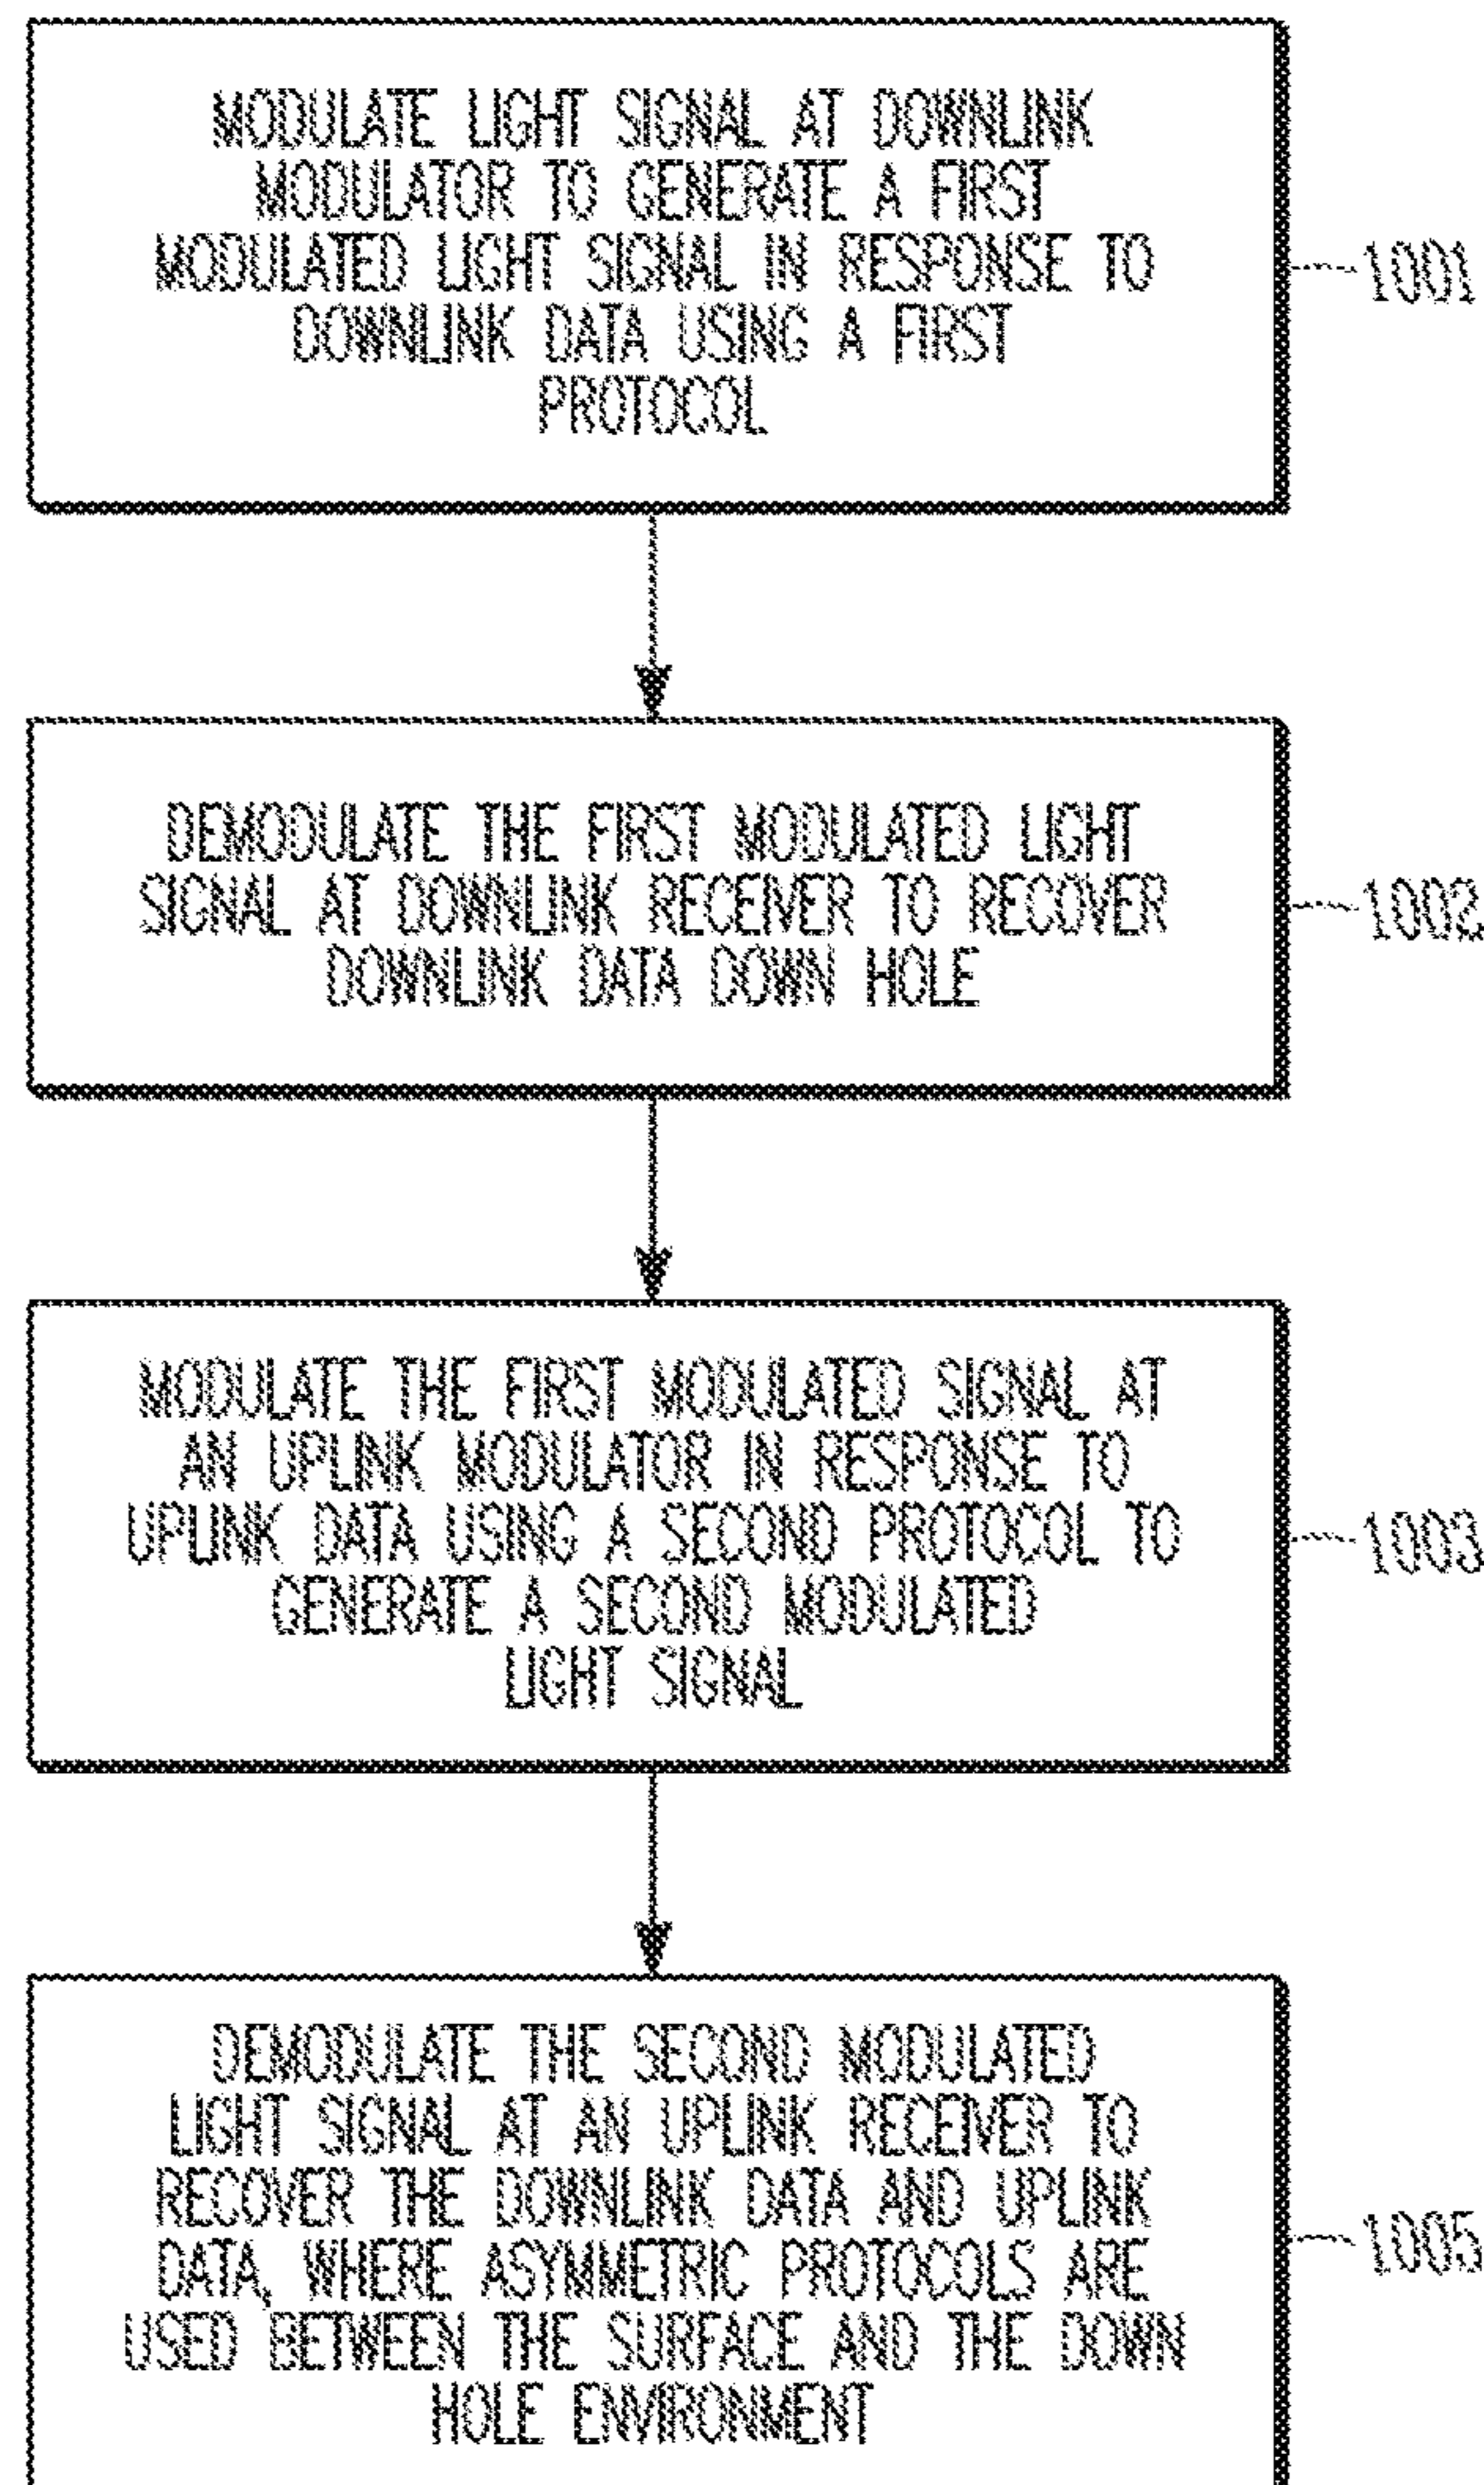 MODULATE LIGHT SIGNAL AT DOWNLINK
MODULATOR TO GENERATE A FIRST
MODULATED LIGHT SIGNAL IN RESPONSE TO
DOWNLINK DATA USING A FIRST
PROTOCOL
1001
DEMODULATE THE FIRST MODULATED LIGHT
SIGNAL AT DOWNLINK RECEIVER TO RECOVER
DOWNLINK DATA DOWN HOLE
1002
MODULATE THE FIRST MODULATED SIGNAL AT
AN UPLINK MODULATOR IN RESPONSE TO
UPLINK DATA USING A SECOND PROTOCOL TO
GENERATE A SECOND MODULATED
LIGHT SIGNAL
1003
DEMODULATE THE SECOND MODULATED
LIGHT SIGNAL AT AN UPLINK RECEIVER TO
RECOVER THE DOWNLINK DATA AND UPLINK
DATA, WHERE ASYMMETRIC PROTOCOLS ARE
USED BETWEEN THE SURFACE AND THE DOWN
HOLE ENVIRONMENT
1005